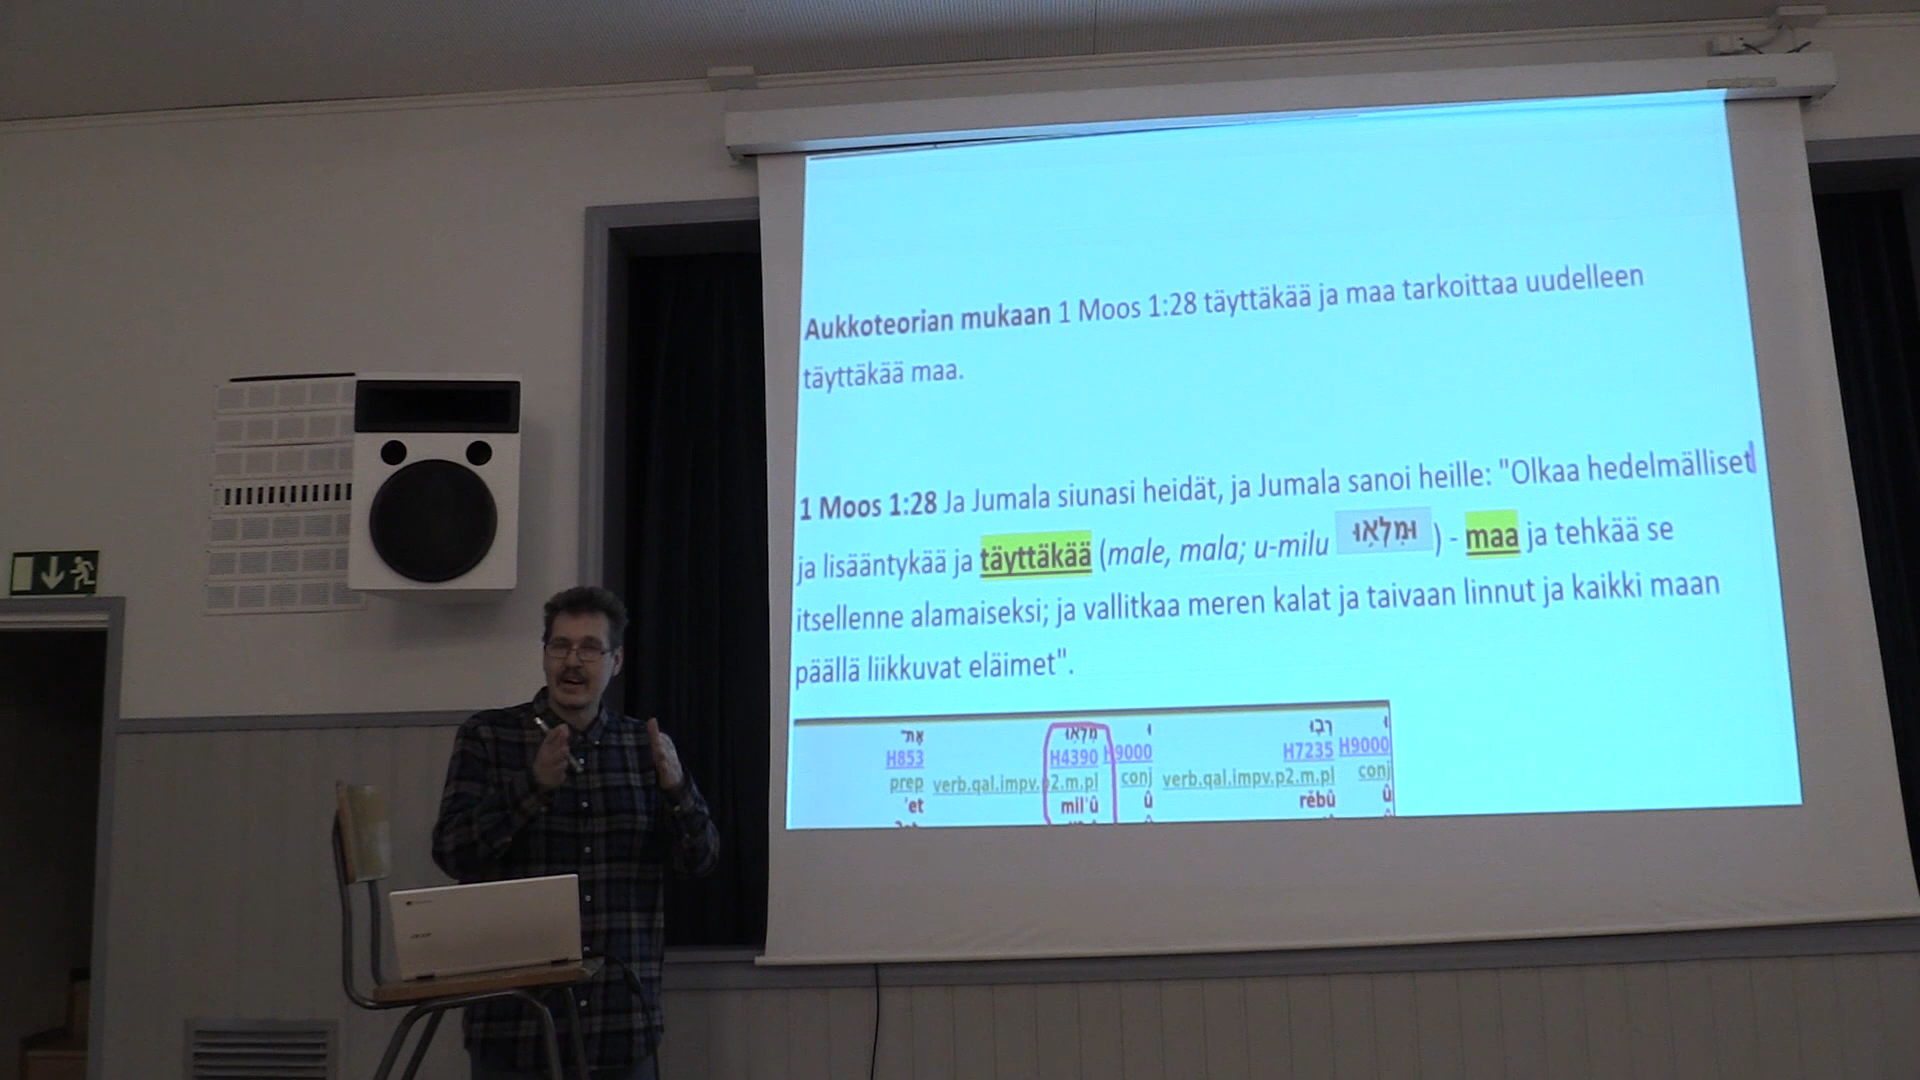 Aukkoteorian mukaan 1 Moos 1:28 täyttäkää ja maa tarkoittaa uudelleen
täyttäkää maa.
1 Moos 1:28 Ja Jumala siunasi heidät, ja Jumala sanoi heille: "Olkaa hedelmälliset
ja lisääntykää ja täyttäkää (male, mala; u-milu וּמִלְאוּ ) - maa ja tehkää se
itsellenne alamaiseksi; ja vallitkaa meren kalat ja taivaan linnut ja kaikki maan
päällä liikkuvat eläimet".
אֶת־ מִלְאוּ וּ רְבוּ וּ
H853 H4390 H9000 H7235 H9000
prep verb.qal.impv.p2.m.pl conj verb.qal.impv.p2.m.pl conj
'et mil'û û rĕbû û
acer